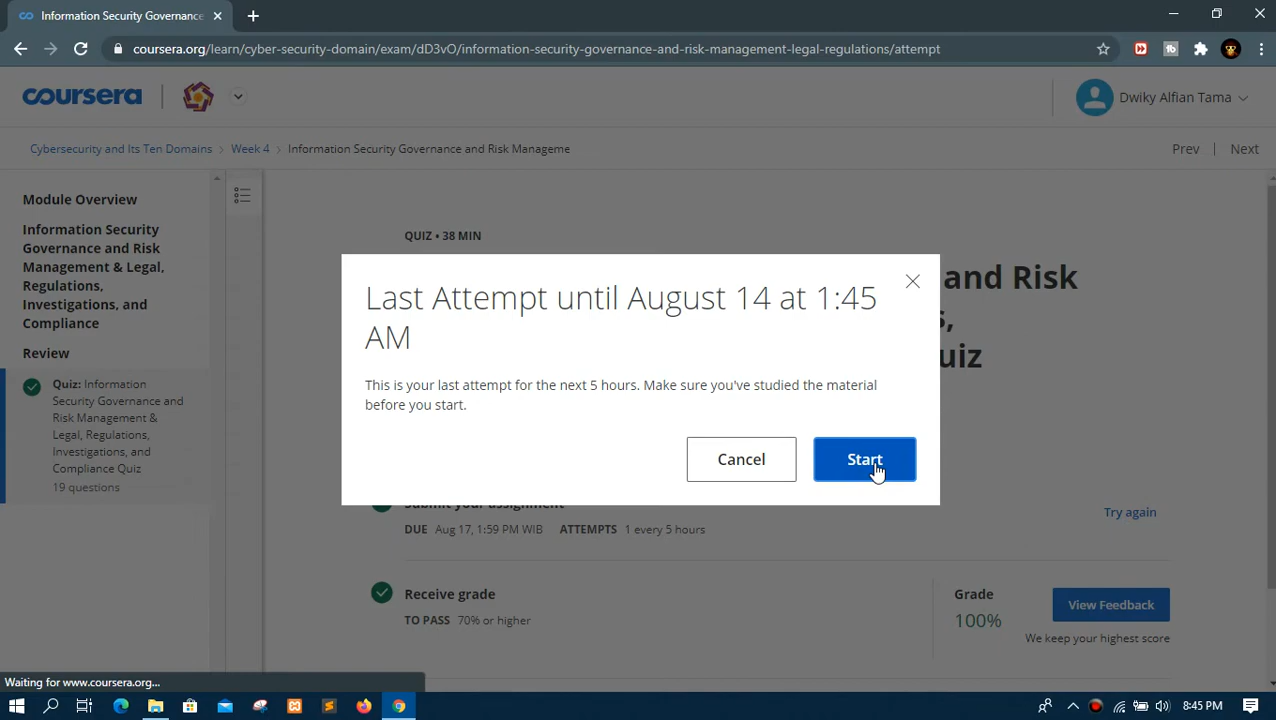 Information Security Governance
coursera.org/learn/cyber-security-domain/exam/dD3vO/information-security-governance-and-risk-management-legal-regulations/attempt
coursera
Dwiky Alfian Tama
Cybersecurity and Its Ten Domains
Week 4
Information Security Governance and Risk Manageme
Prev
Next
Module Overview
Information Security
Governance and Risk
Management & Legal,
Regulations,
Investigations, and
Compliance
Review
Quiz: Information
Security Governance and
Risk Management &
Legal, Regulations,
Investigations, and
Compliance Quiz
19 questions
QUIZ • 38 MIN
and Risk
uiz
Last Attempt until August 14 at 1:45
AM
This is your last attempt for the next 5 hours. Make sure you've studied the material
before you start.
Cancel
Start
Submit your assignment
DUE Aug 17, 1:59 PM WIB ATTEMPTS 1 every 5 hours
Try again
Receive grade
TO PASS 70% or higher
Grade
100%
View Feedback
We keep your highest score
Waiting for www.coursera.org...
8:45 PM